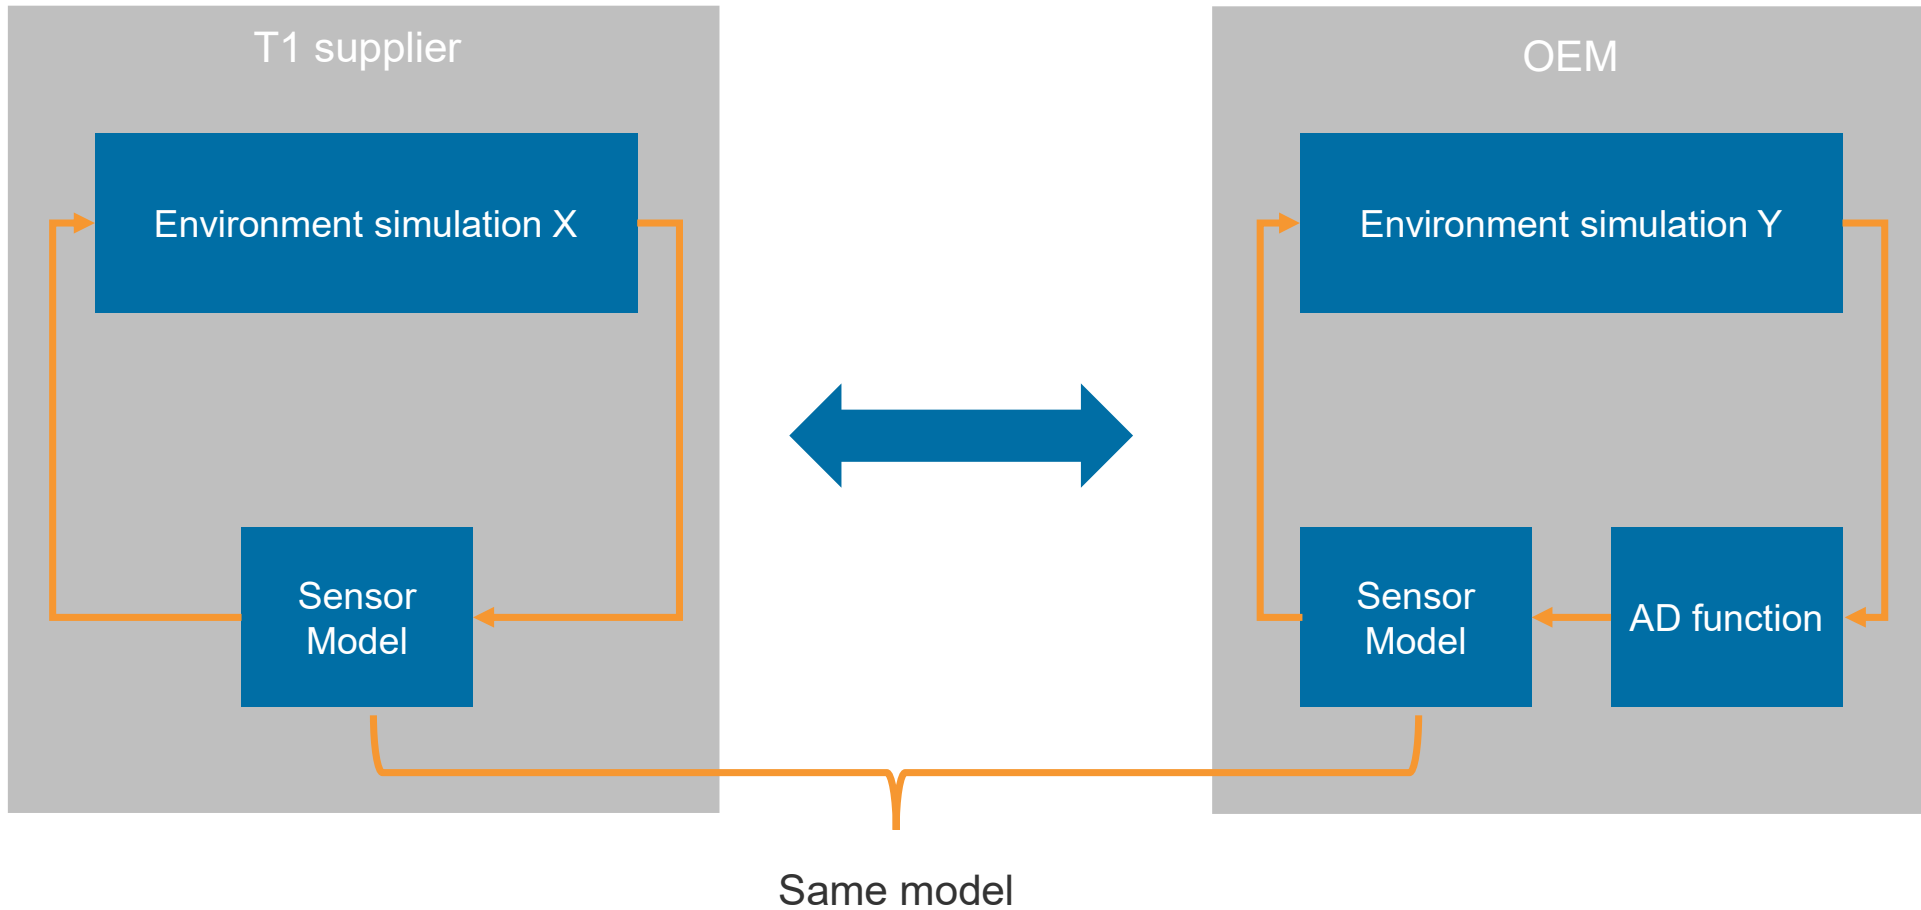 T1 supplier
Environment simulation X
Sensor
Model
OEM
Environment simulation Y
Sensor
Model
AD function
Same model